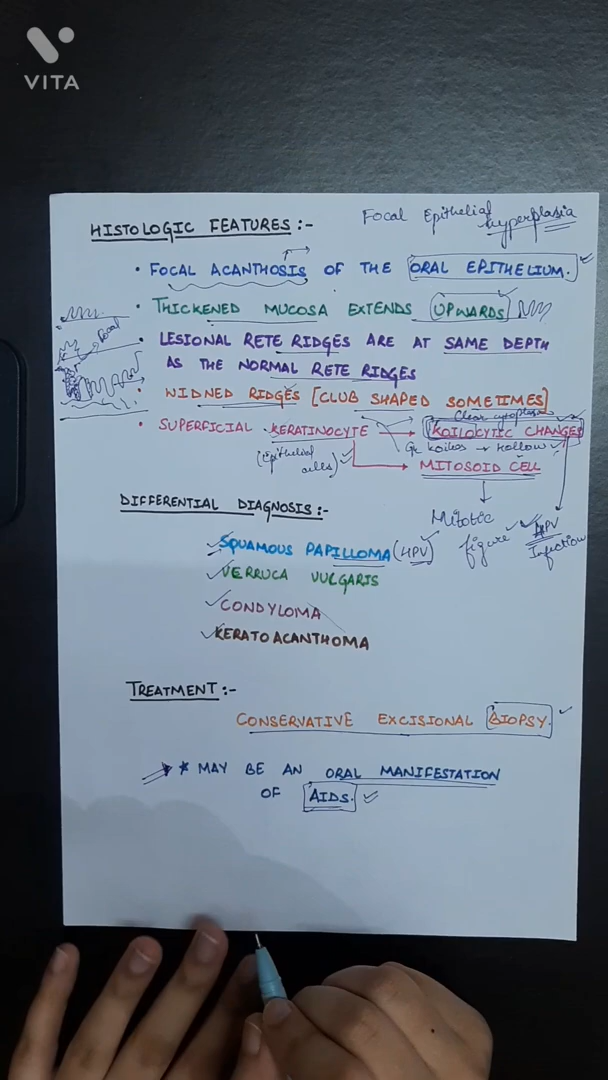 VITA
Focal Epithelial
Hyperplasia
HISTOLOGIC FEATURES :-
• FOCAL ACANTHOSIS OF THE ORAL EPITHELIUM.
• THICKENED MUCOSA EXTENDS UPWARDS
• LESIONAL RETE RIDGES ARE AT SAME DEPTH
AS THE NORMAL RETE RIDGES
• WIDNED RIDGES [CLUB SHAPED SOMETIMES]
Clear cytoplasm
• SUPERFICIAL KERATINOCYTE → KOILOCYTIC CHANGES
(Epithelial
cells)
Gk koilos → Hollow
→ MITOSOID CELL
Mitotic
figure
HPV
Infection
DIFFERENTIAL DIAGNOSIS :-
SQUAMOUS PAPILLOMA (HPV)
VERRUCA VULGARIS
CONDYLOMA
KERATOACANTHOMA
TREATMENT :-
CONSERVATIVE EXCISIONAL BIOPSY.
* MAY BE AN ORAL MANIFESTATION
OF AIDS.